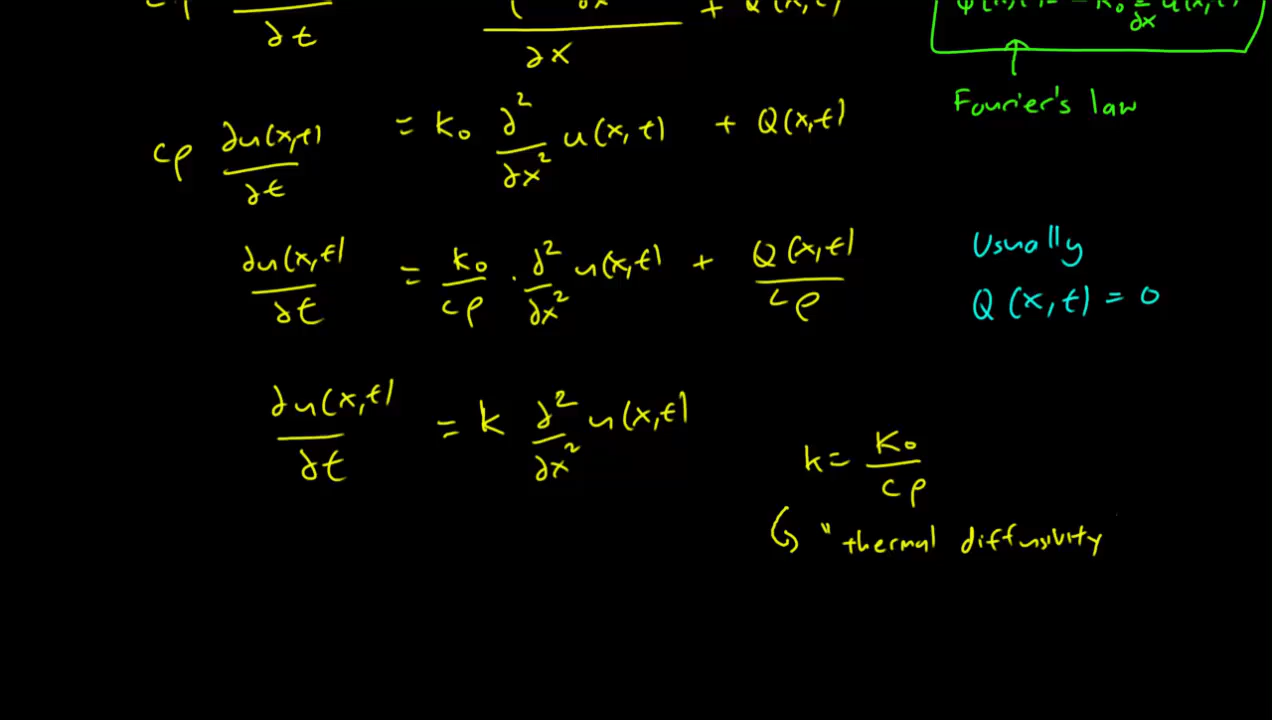 ∂t
∂x
+ Q(x,t)
Fourier's law
cρ ∂u(x,t)/∂t = K₀ ∂²/∂x² u(x,t) + Q(x,t)
∂u(x,t)/∂t = K₀/cρ · ∂²/∂x² u(x,t) + Q(x,t)/cρ
Usually
Q(x,t) = 0
∂u(x,t)/∂t = k ∂²/∂x² u(x,t)
k = K₀/cρ
↳ "thermal diffusivity